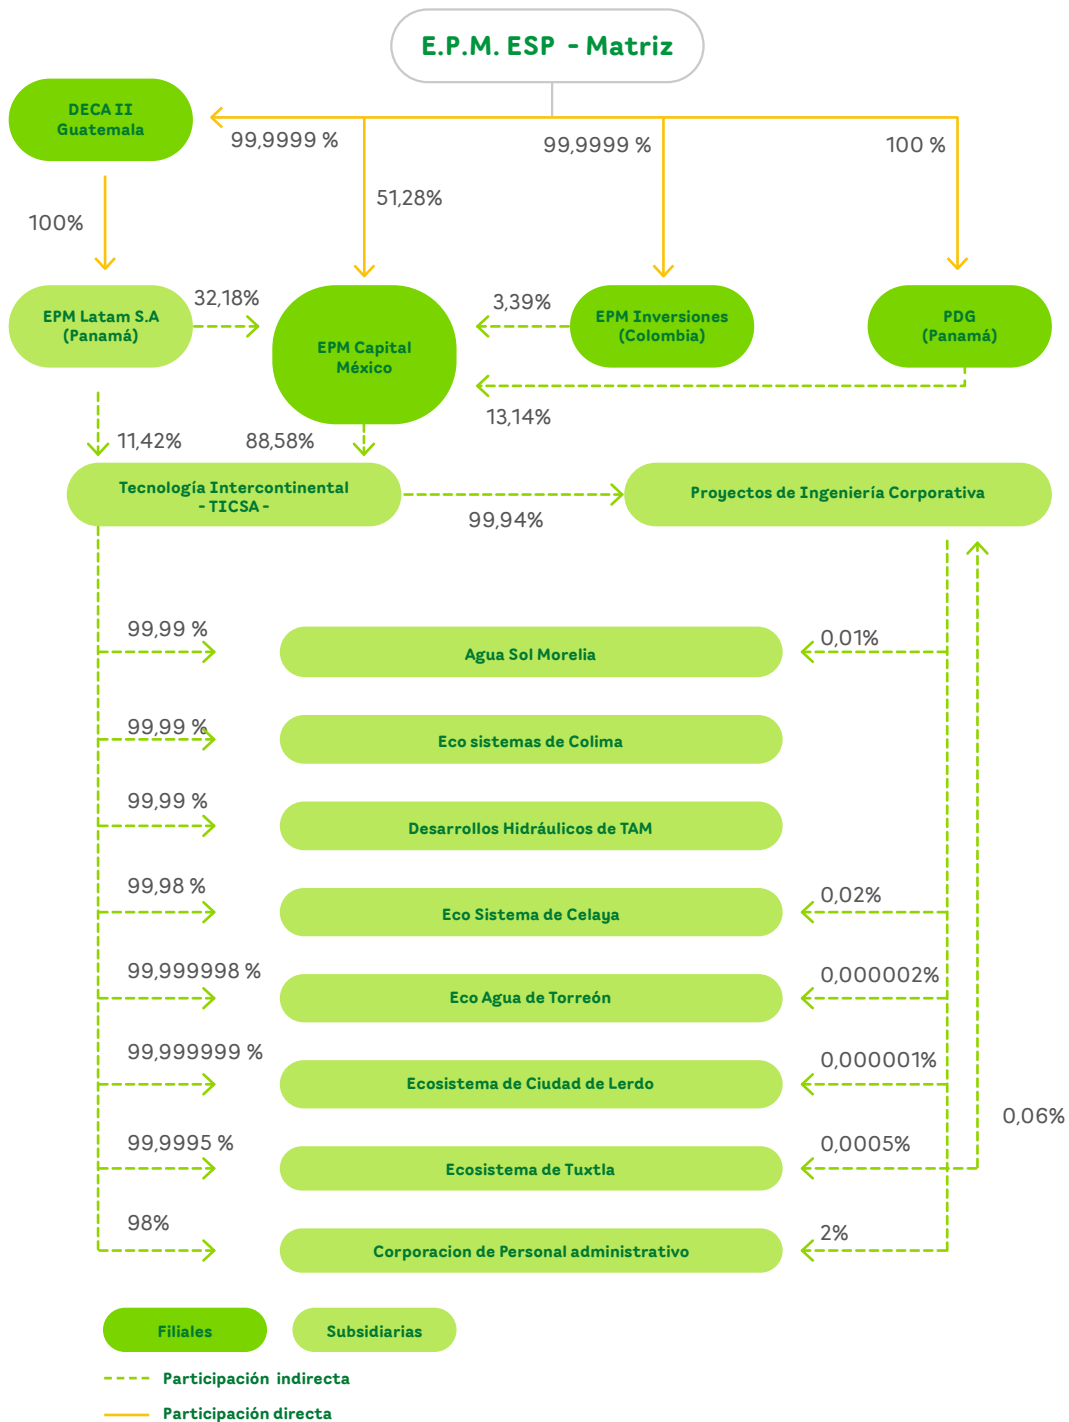 E.P.M. ESP - Matriz
DECA II
Guatemala
99,9999 %
99,9999 %
100 %
51,28%
100%
EPM Latam S.A
(Panamá)
32,18%
EPM Capital
México
3,39%
EPM Inversiones
(Colombia)
PDG
(Panamá)
13,14%
11,42%
88,58%
Tecnología Intercontinental
- TICSA -
99,94%
Proyectos de Ingeniería Corporativa
99,99 %
Agua Sol Morelia
0,01%
99,99 %
Eco sistemas de Colima
99,99 %
Desarrollos Hidráulicos de TAM
99,98 %
Eco Sistema de Celaya
0,02%
99,999998 %
Eco Agua de Torreón
0,000002%
99,999999 %
Ecosistema de Ciudad de Lerdo
0,000001%
0,06%
99,9995 %
Ecosistema de Tuxtla
0,0005%
98%
Corporacion de Personal administrativo
2%
Filiales
Subsidiarias
Participación indirecta
Participación directa